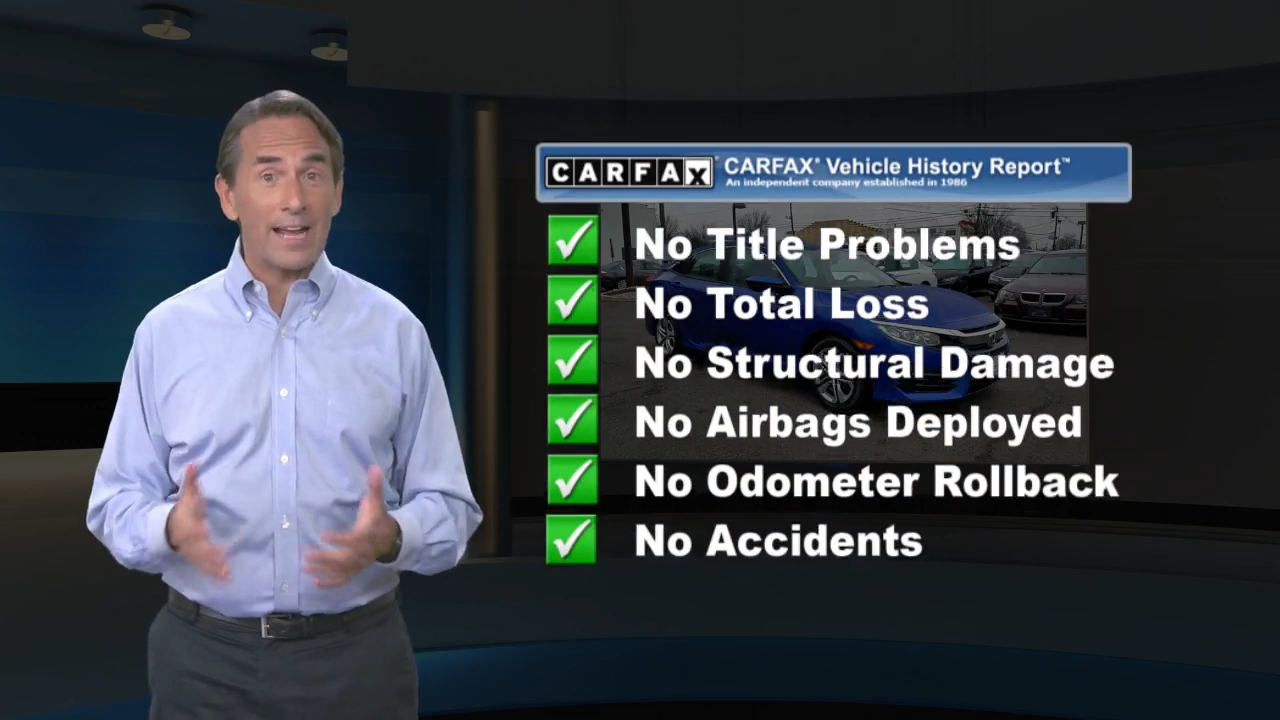 CARFAX CARFAX® Vehicle History Report™
An independent company established in 1986
No Title Problems
No Total Loss
No Structural Damage
No Airbags Deployed
No Odometer Rollback
No Accidents